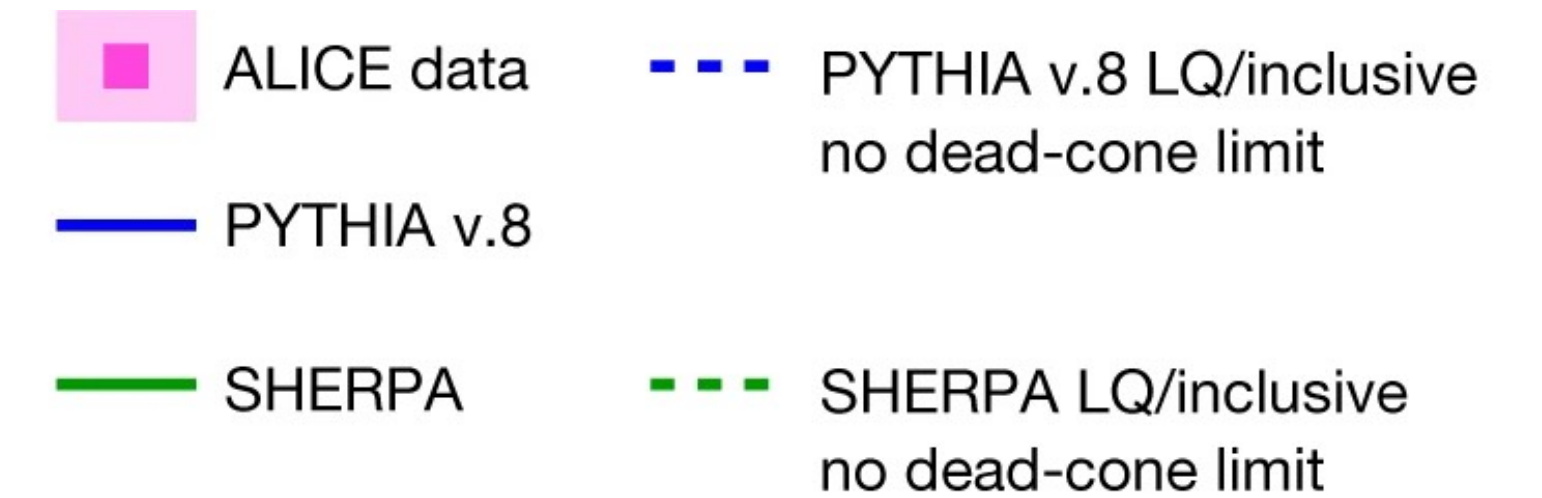 ALICE data
PYTHIA v.8
SHERPA
PYTHIA v.8 LQ/inclusive
no dead-cone limit
SHERPA LQ/inclusive
no dead-cone limit